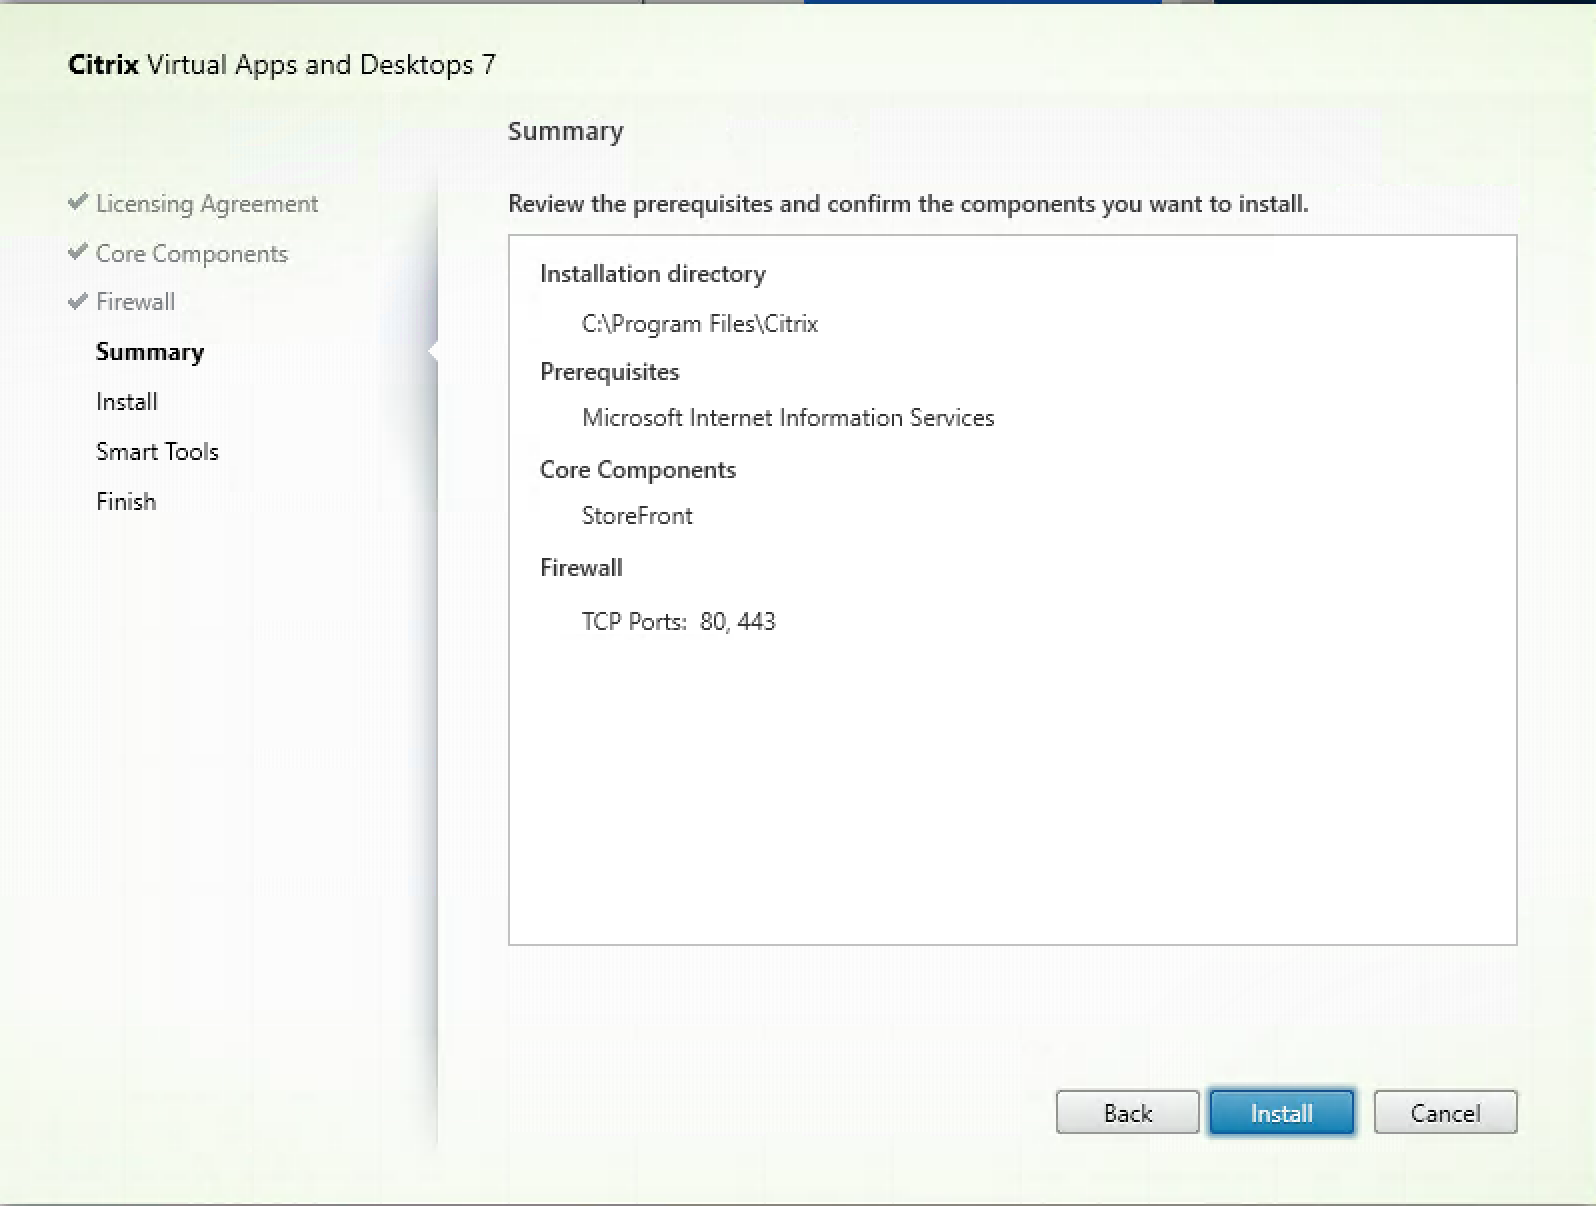 Citrix Virtual Apps and Desktops 7
Licensing Agreement
Core Components
Firewall
Summary
Install
Smart Tools
Finish
Summary
Review the prerequisites and confirm the components you want to install.
Installation directory
C:\Program Files\Citrix
Prerequisites
Microsoft Internet Information Services
Core Components
StoreFront
Firewall
TCP Ports: 80, 443
Back Install Cancel